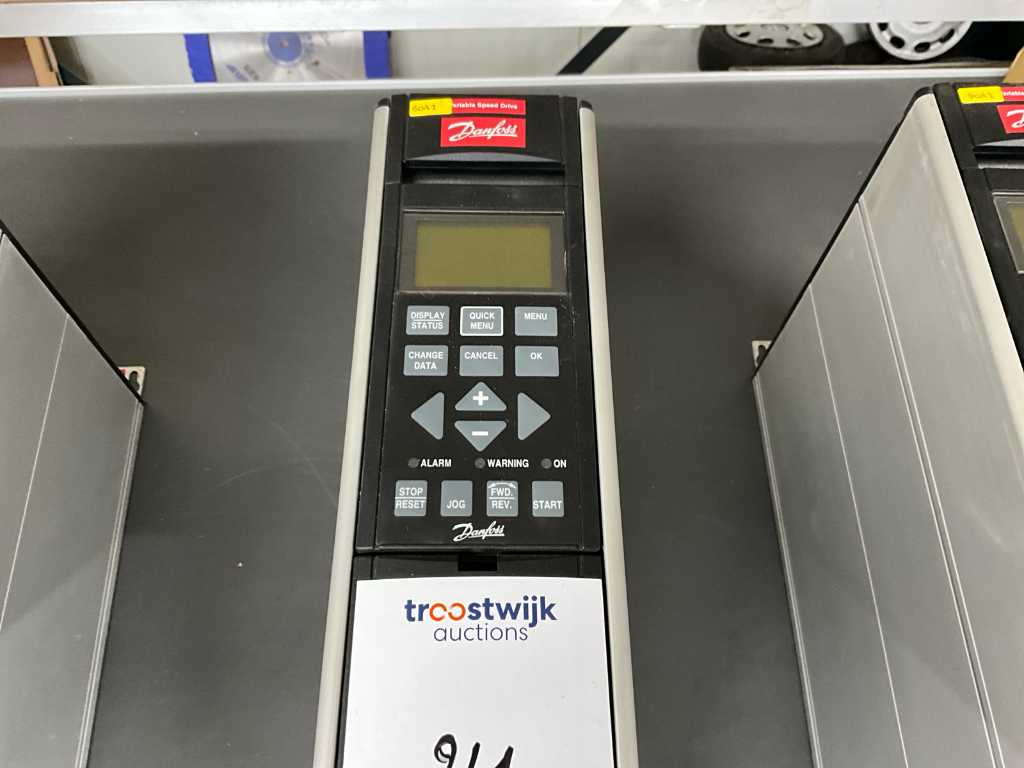 Variable Speed Drive
Danfoss
DISPLAY STATUS
QUICK MENU
MENU
CHANGE DATA
CANCEL
OK
+
−
ALARM
WARNING
ON
STOP RESET
JOG
FWD. REV.
START
Danfoss
troostwijk
auctions